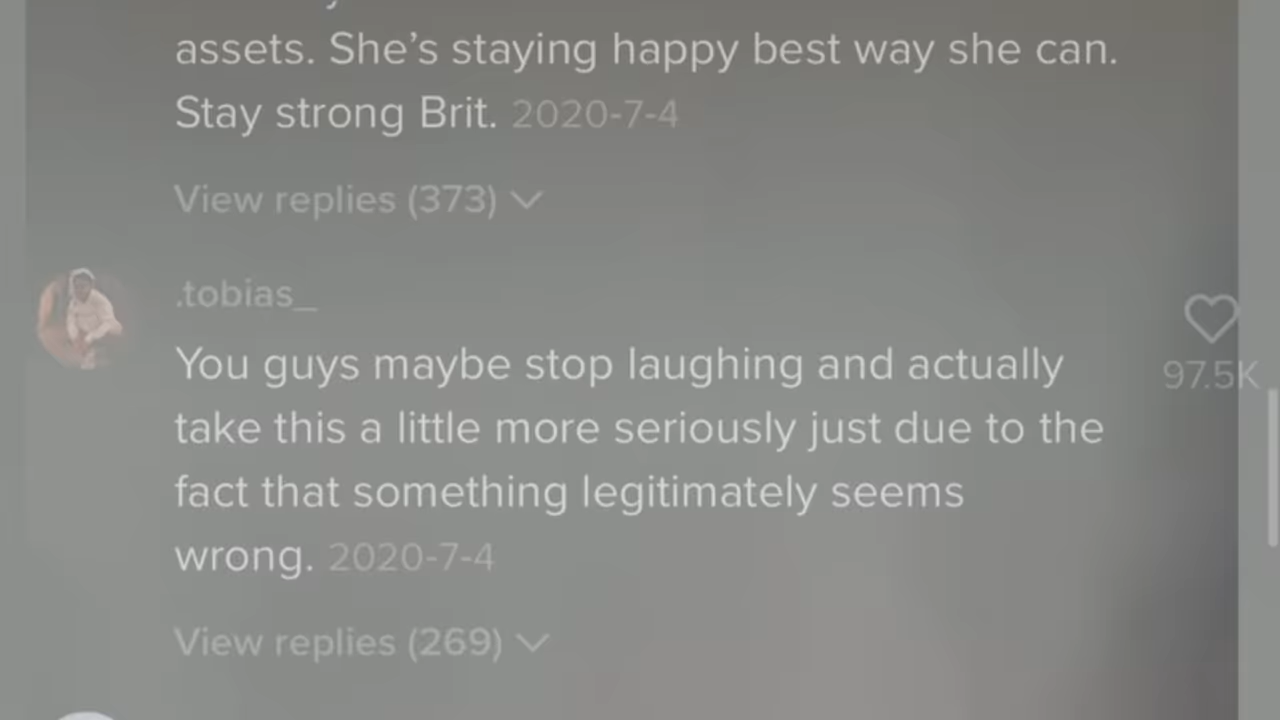 assets. She’s staying happy best way she can.
Stay strong Brit. 2020-7-4
View replies (373)
.tobias_
You guys maybe stop laughing and actually
take this a little more seriously just due to the
97.5K
fact that something legitimately seems
wrong. 2020-7-4
View replies (269)